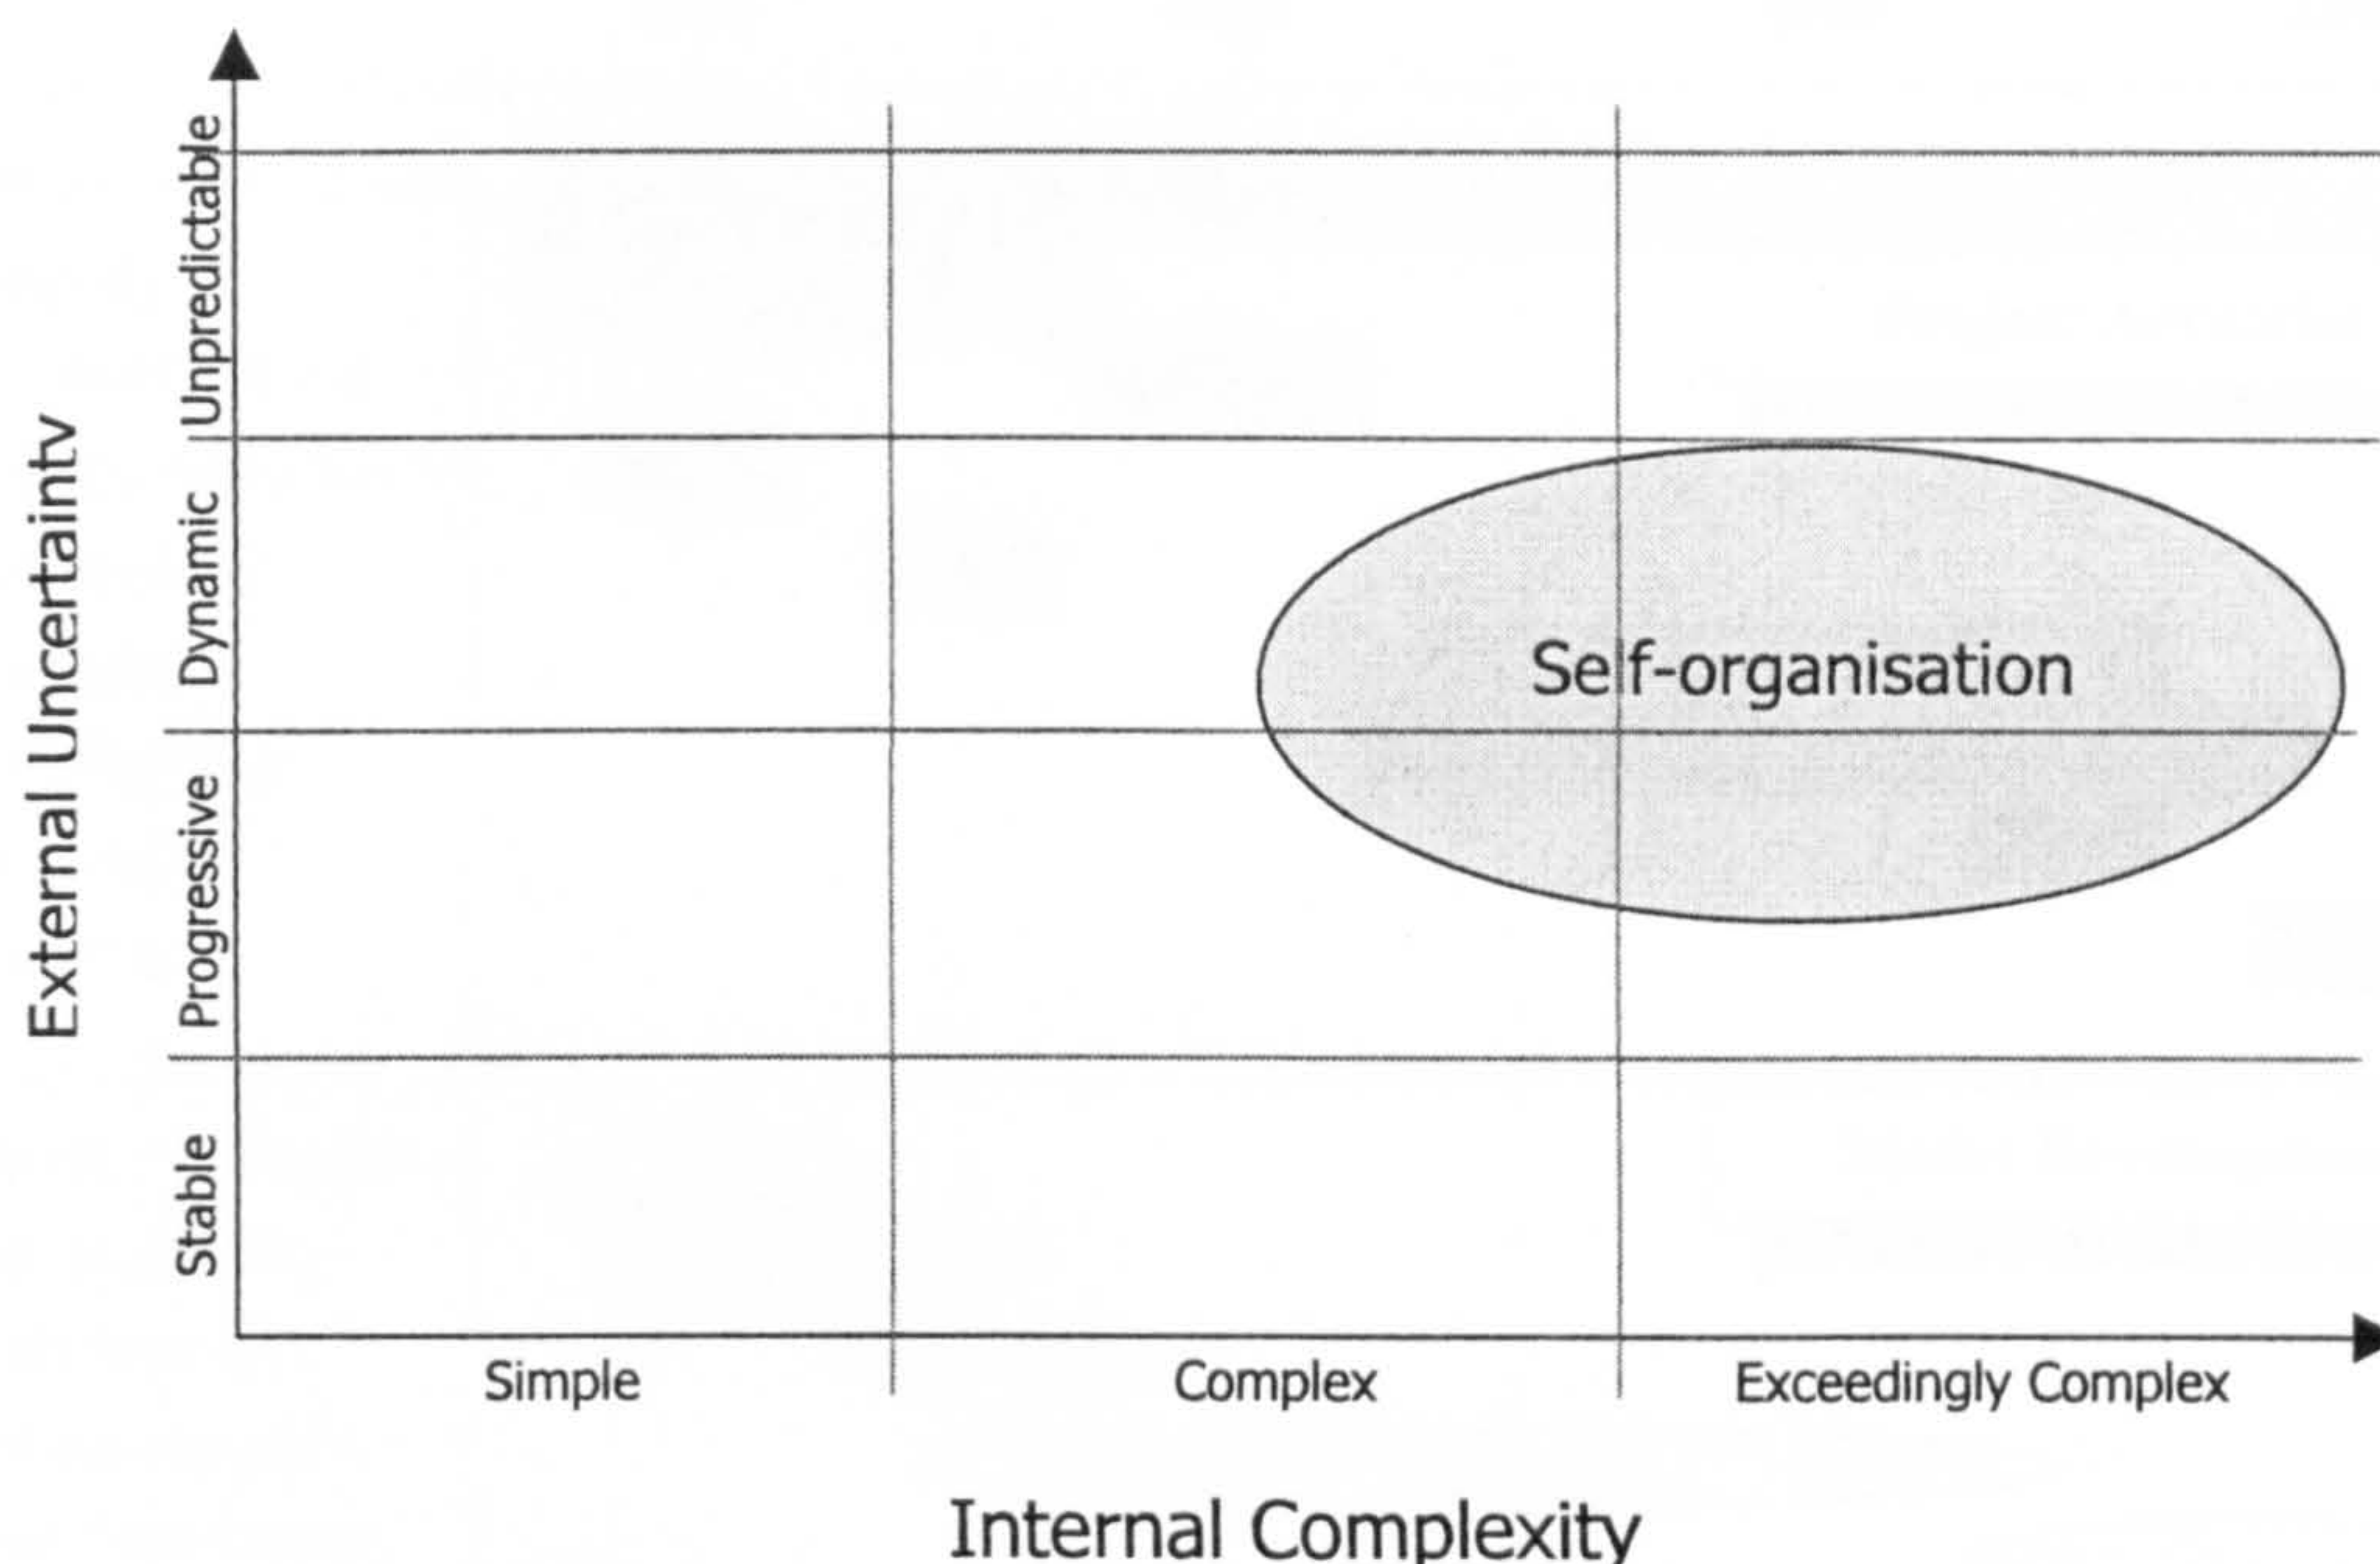 External Uncertainty
Unpredictable
Dynamic
Progressive
Stable
Self-organisation
Simple
Complex
Exceedingly Complex
Internal Complexity